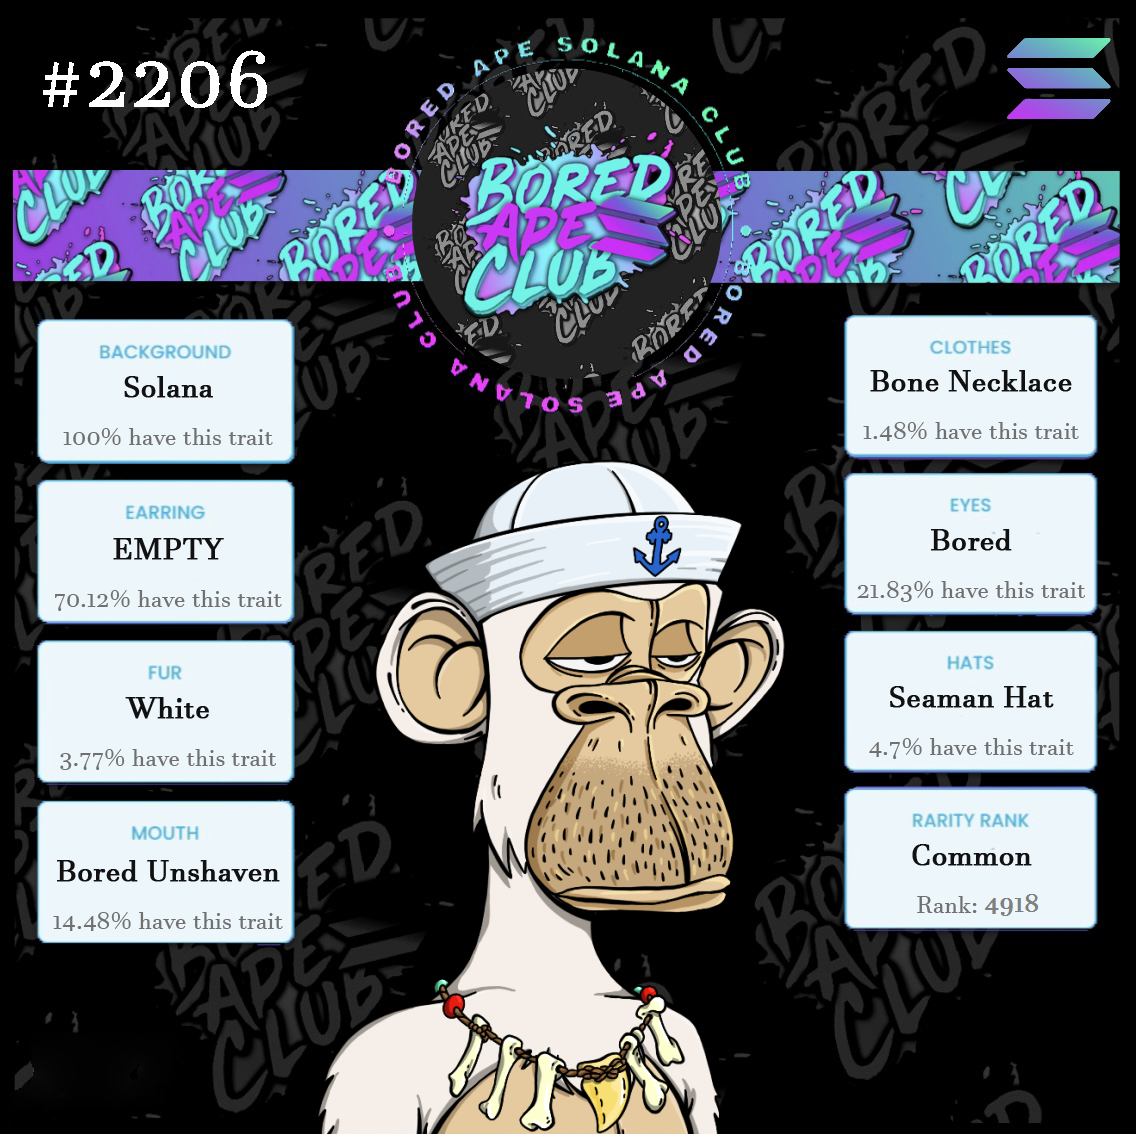 #2206
BORED APE SOLANA CLUB
BORED
APE
CLUB
BORED APE SOLANA CLUB
BACKGROUND
Solana
100% have this trait
EARRING
EMPTY
70.12% have this trait
FUR
White
3.77% have this trait
MOUTH
Bored Unshaven
14.48% have this trait
CLOTHES
Bone Necklace
1.48% have this trait
EYES
Bored
21.83% have this trait
HATS
Seaman Hat
4.7% have this trait
RARITY RANK
Common
Rank: 4918